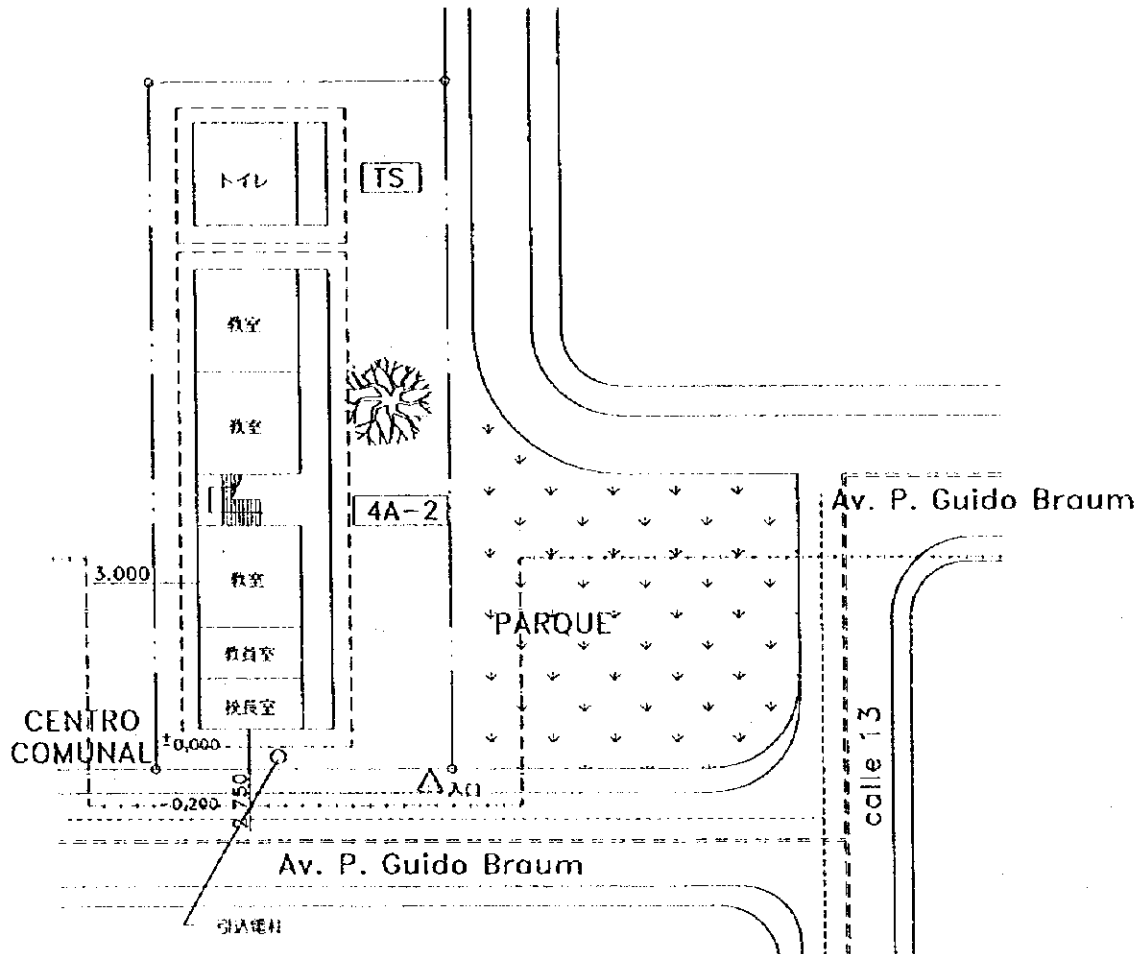 トイレ
TS
教室
教室
4A-2
Av. P. Guido Braum
3.000
教室
PARQUE
教員室
校長室
CENTRO
COMUNAL
±0,000
calle 13
入口
-0,200
2,750
Av. P. Guido Braum
引込電柱